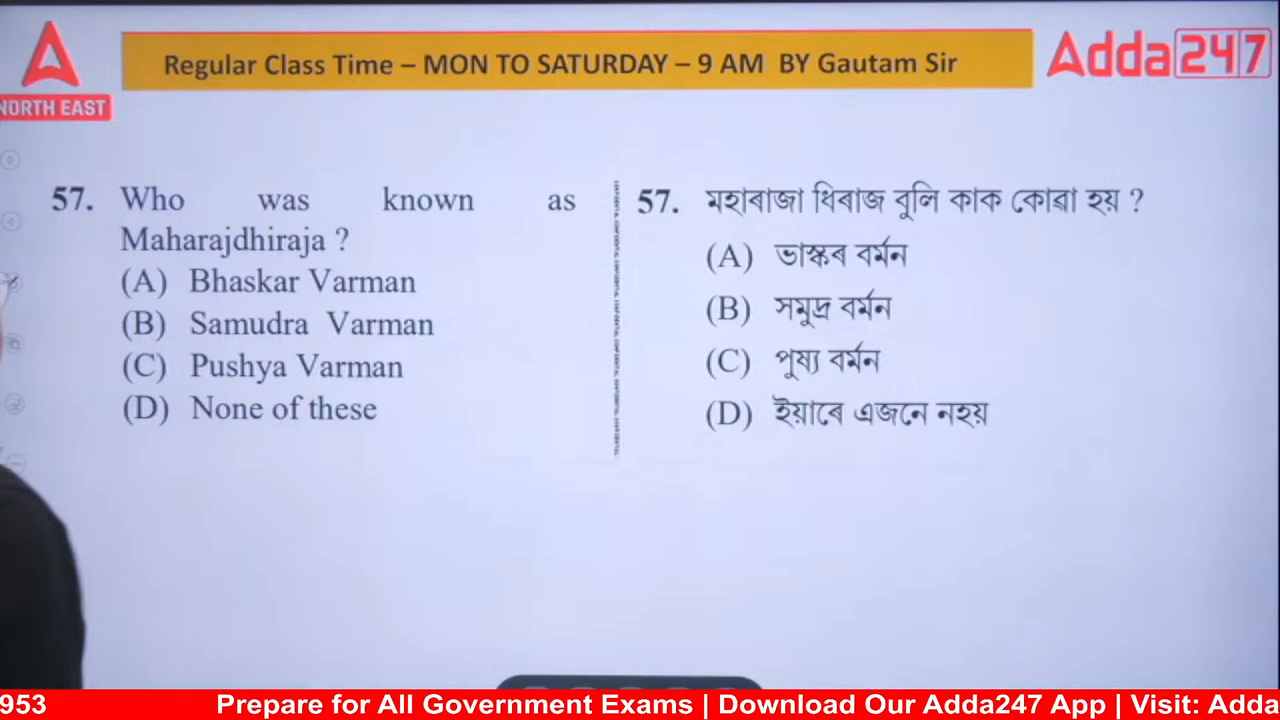 Regular Class Time – MON TO SATURDAY – 9 AM BY Gautam Sir
Adda247
NORTH EAST
57. Who was known as
Maharajdhiraja ?
(A) Bhaskar Varman
(B) Samudra Varman
(C) Pushya Varman
(D) None of these
57. মহাৰাজা ধিৰাজ বুলি কাক কোৱা হয় ?
(A) ভাস্কৰ বৰ্মন
(B) সমুদ্ৰ বৰ্মন
(C) পুষ্য বৰ্মন
(D) ইয়াৰে এজনে নহয়
953 Prepare for All Government Exams | Download Our Adda247 App | Visit: Adda